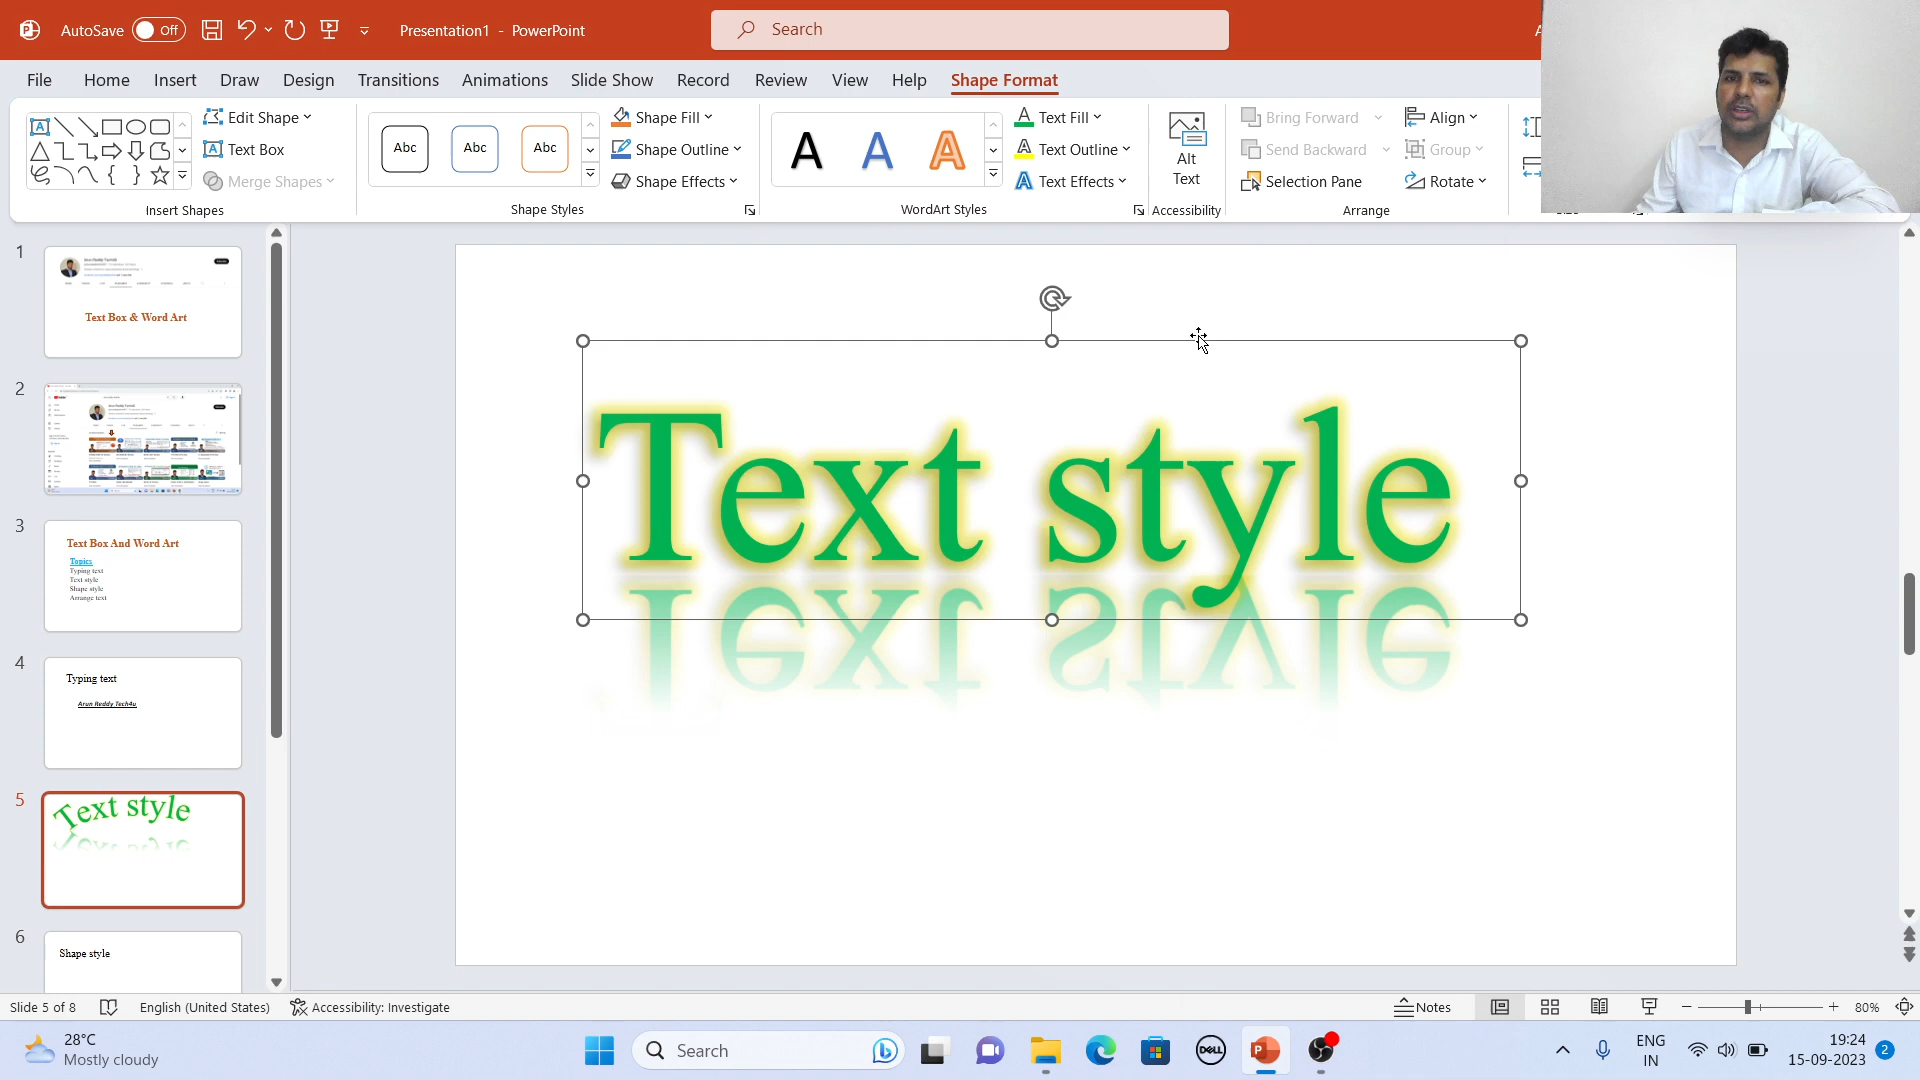 AutoSave Off
Presentation1 - PowerPoint
Search
File Home Insert Draw Design Transitions Animations Slide Show Record Review View Help Shape Format
Edit Shape
Text Box
Merge Shapes
Insert Shapes
Abc Abc Abc
Shape Fill
Shape Outline
Shape Effects
Shape Styles
A A A
Text Fill
Text Outline
Text Effects
WordArt Styles
Alt
Text
Accessibility
Bring Forward
Send Backward
Selection Pane
Align
Group
Rotate
Arrange
1
Text Box & Word Art
2
3
Text Box And Word Art
Topics
Typing text
Text style
Shape style
Arrange text
4
Typing text
Arun Reddy Tech4u
5
Text style
6
Shape style
Text style
Slide 5 of 8
English (United States)
Accessibility: Investigate
Notes
80%
28°C
Mostly cloudy
Search
DELL
ENG
IN
19:24
15-09-2023
2